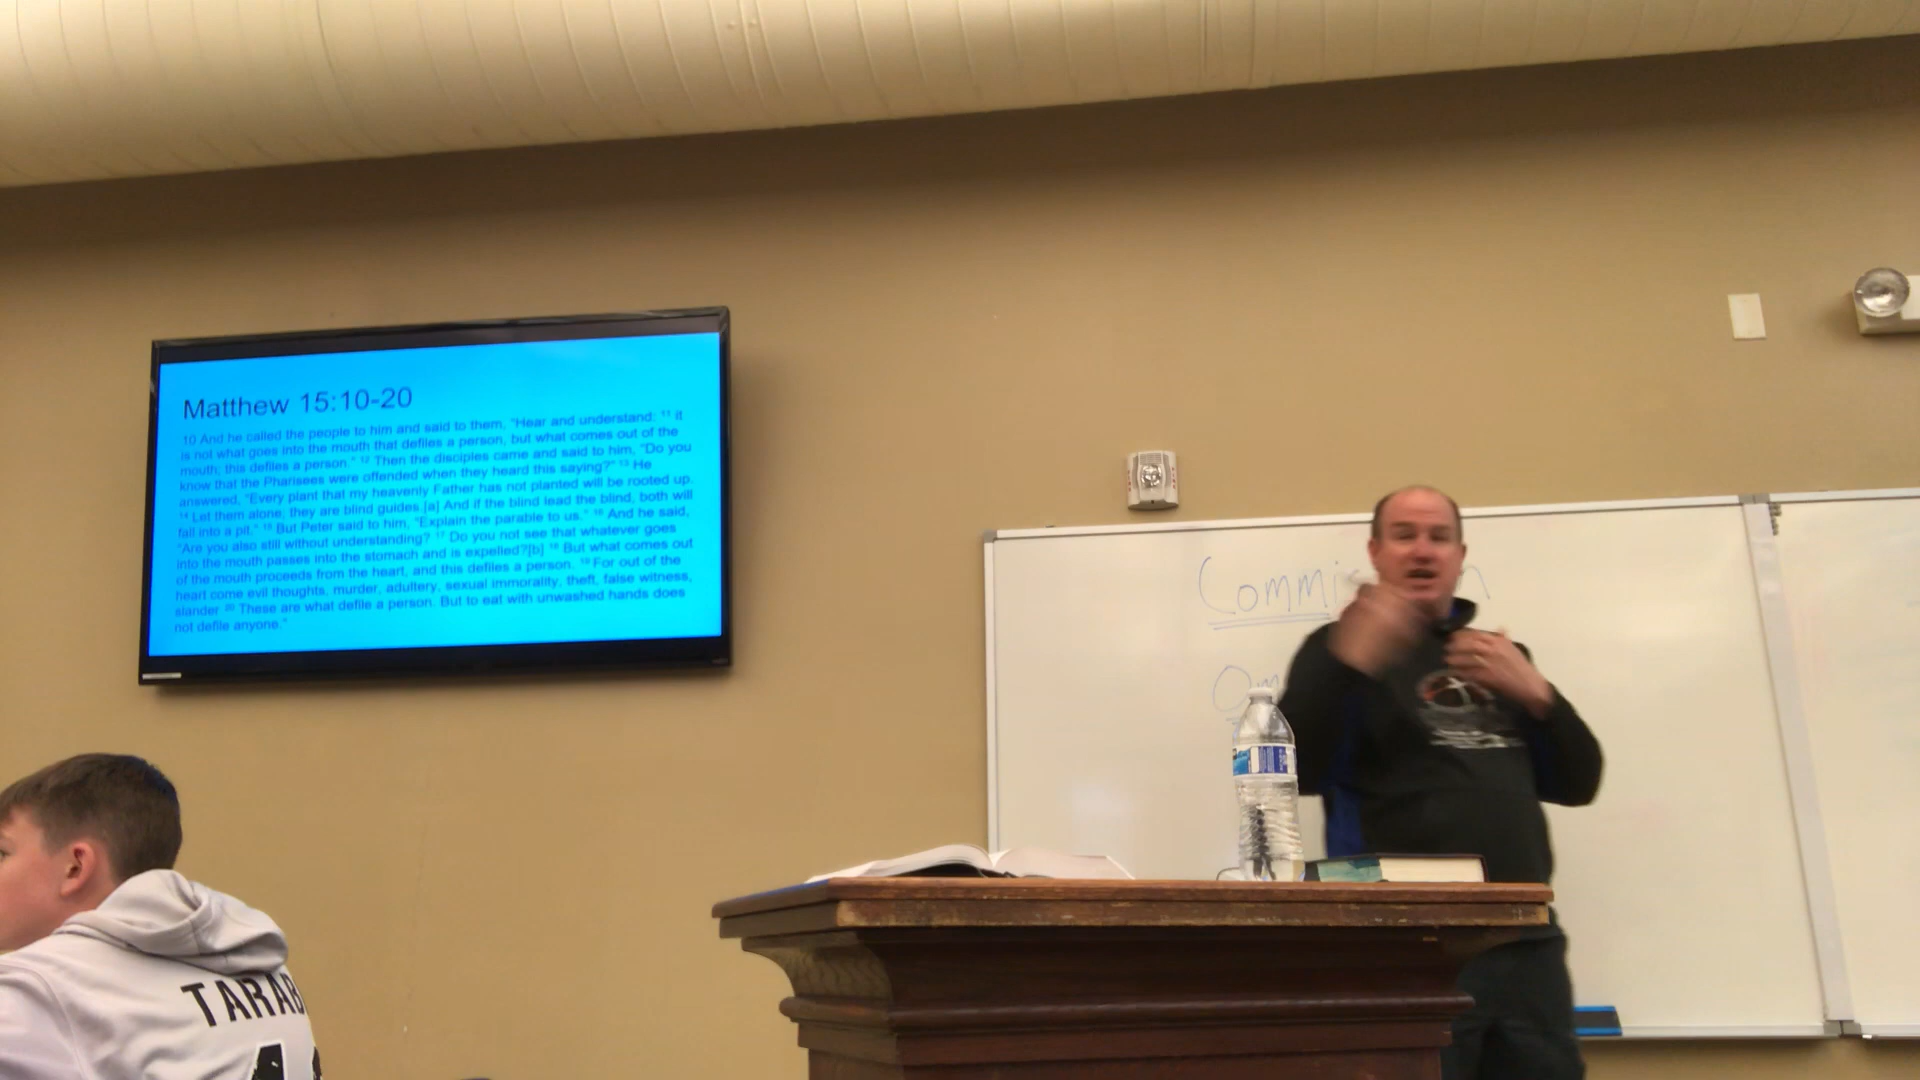 Matthew 15:10-20
10 And he called the people to him and said to them, “Hear and understand: 11 it
is not what goes into the mouth that defiles a person, but what comes out of the
mouth; this defiles a person.” 12 Then the disciples came and said to him, “Do you
know that the Pharisees were offended when they heard this saying?” 13 He
answered, “Every plant that my heavenly Father has not planted will be rooted up.
14 Let them alone; they are blind guides.[a] And if the blind lead the blind, both will
fall into a pit.” 15 But Peter said to him, “Explain the parable to us.” 16 And he said,
“Are you also still without understanding? 17 Do you not see that whatever goes
into the mouth passes into the stomach and is expelled?[b] 18 But what comes out
of the mouth proceeds from the heart, and this defiles a person. 19 For out of the
heart come evil thoughts, murder, adultery, sexual immorality, theft, false witness,
slander 20 These are what defile a person. But to eat with unwashed hands does
not defile anyone.”
Commi n
Om
TARAB